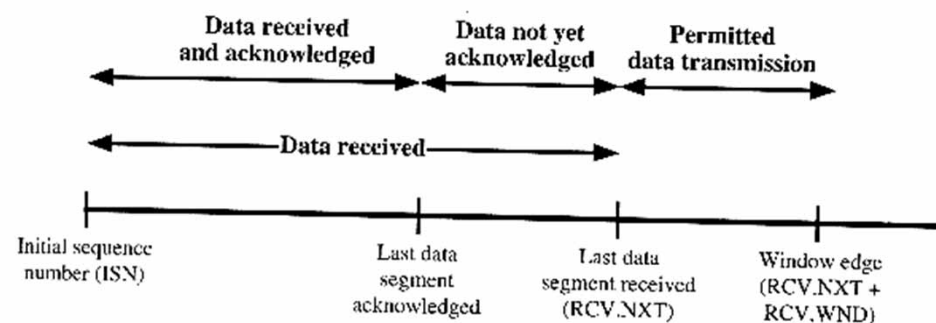 Data received
and acknowledged
Data not yet
acknowledged
Permitted
data transmission
Data received
Initial sequence
number (ISN)
Last data
segment
acknowledged
Last data
segment received
(RCV.NXT)
Window edge
(RCV.NXT +
RCV.WND)